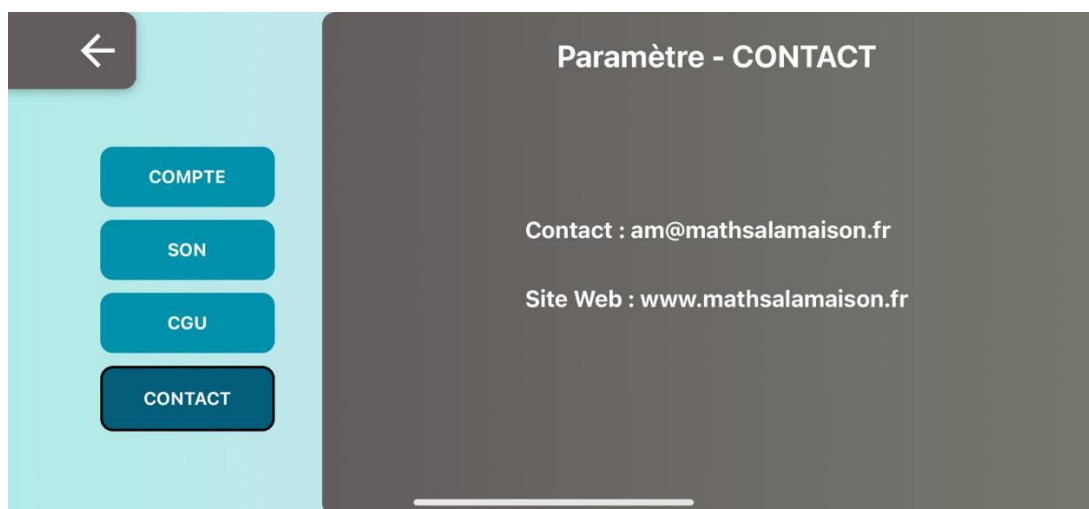 Paramètre - CONTACT
COMPTE
SON
CGU
CONTACT
Contact : am@mathsalamaison.fr
Site Web : www.mathsalamaison.fr